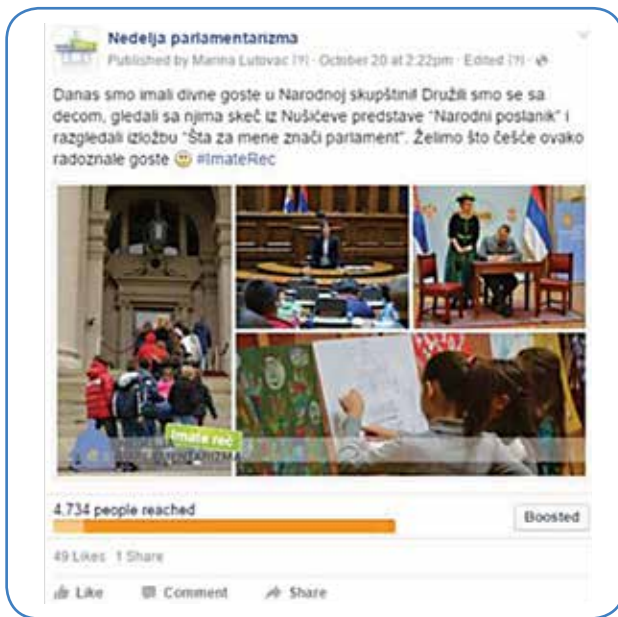 Nedelja parlamentarizma
Published by Marina Lutovac [?] · October 20 at 2:22pm · Edited [?] ·
Danas smo imali divne goste u Narodnoj skupštini! Družili smo se sa
decom, gledali sa njima skeč iz Nušićeve predstave "Narodni poslanik" i
razgledali izložbu "Šta za mene znači parlament". Želimo što češće ovako
radoznale goste #ImateRec
Imate reč
PARLAMENTARIZMA
4.734 people reached
Boosted
49 Likes 1 Share
Like Comment Share